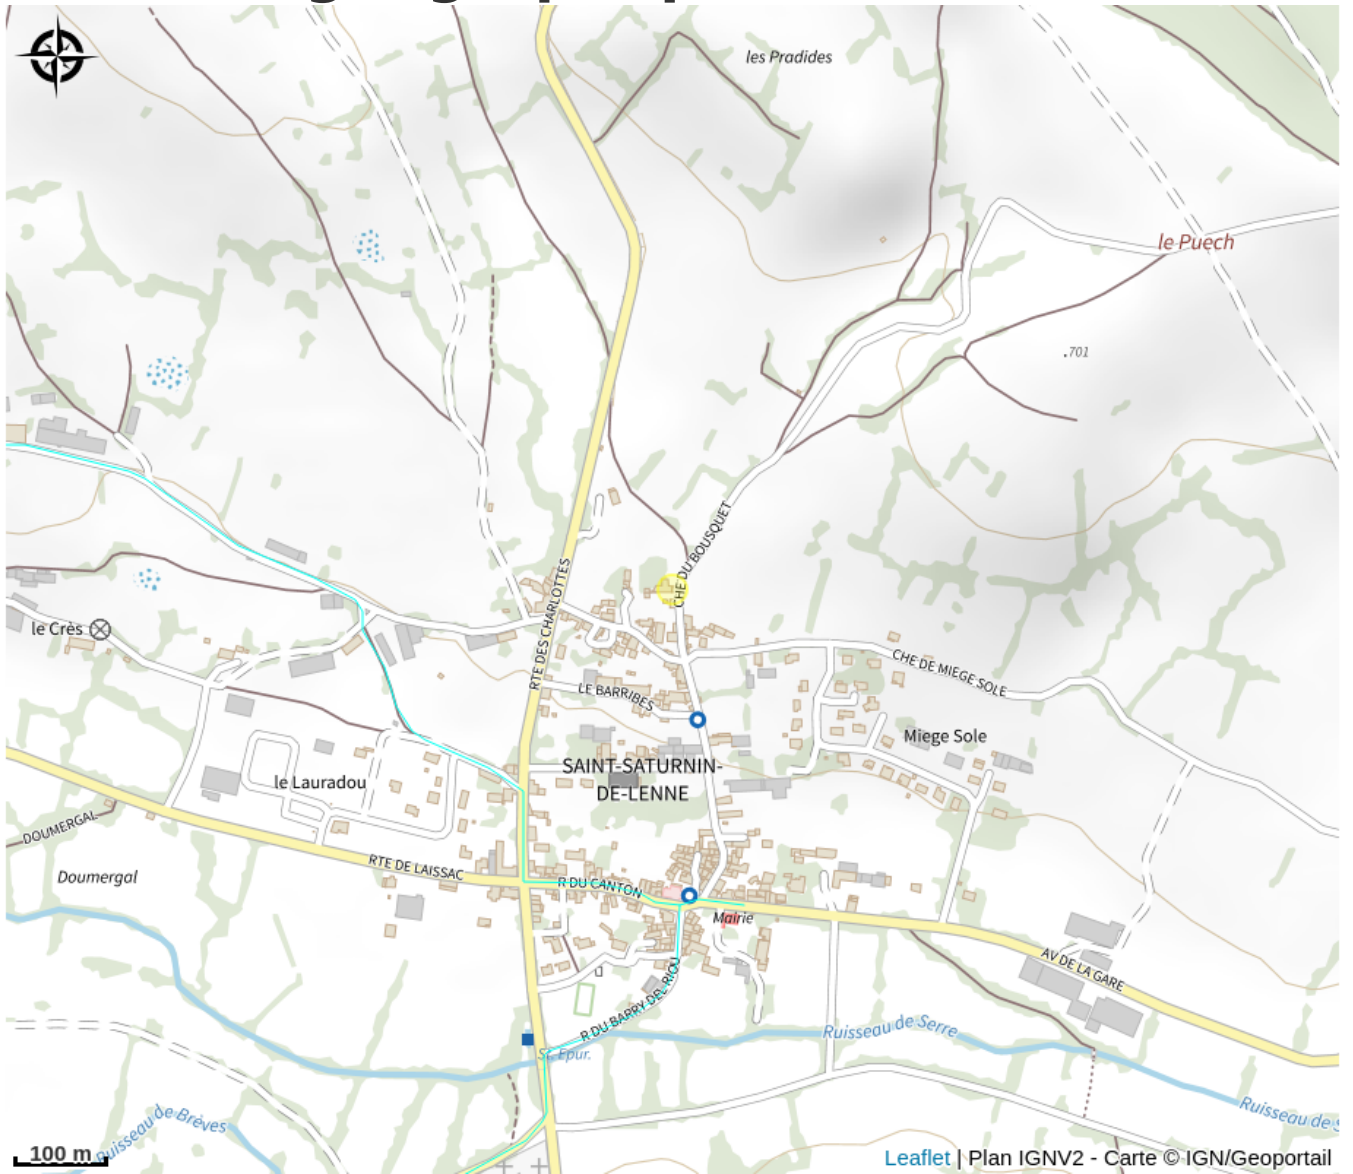 les Pradides
le Puech
701
CHE DU BOUSQUET
RTE DES CHARLOTTES
le Crès
CHE DE MIEGE SOLE
LE BARRIBES
Miege Sole
SAINT-SATURNIN-
DE-LENNE
le Lauradou
DOUMERGAL
RTE DE LAISSAC
Doumergal
R DU CANTON
Mairie
AV DE LA GARE
R DU BARRY DEL RIOU
Ruisseau de Serre
St. Epur.
Ruisseau de Brèves
Ruisseau de S
100 m
Leaflet | Plan IGNV2 - Carte © IGN/Geoportail